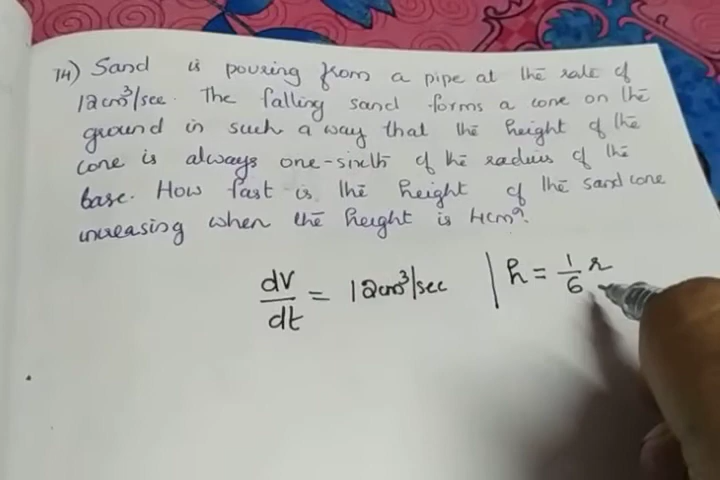 14) Sand is pouring from a pipe at the rate of
12cm³/sec. The falling sand forms a cone on the
ground in such a way that the height of the
cone is always one-sixth of the radius of the
base. How fast is the height of the sand cone
increasing when the height is 4cm?
dV/dt = 12cm³/sec | h = 1/6 r